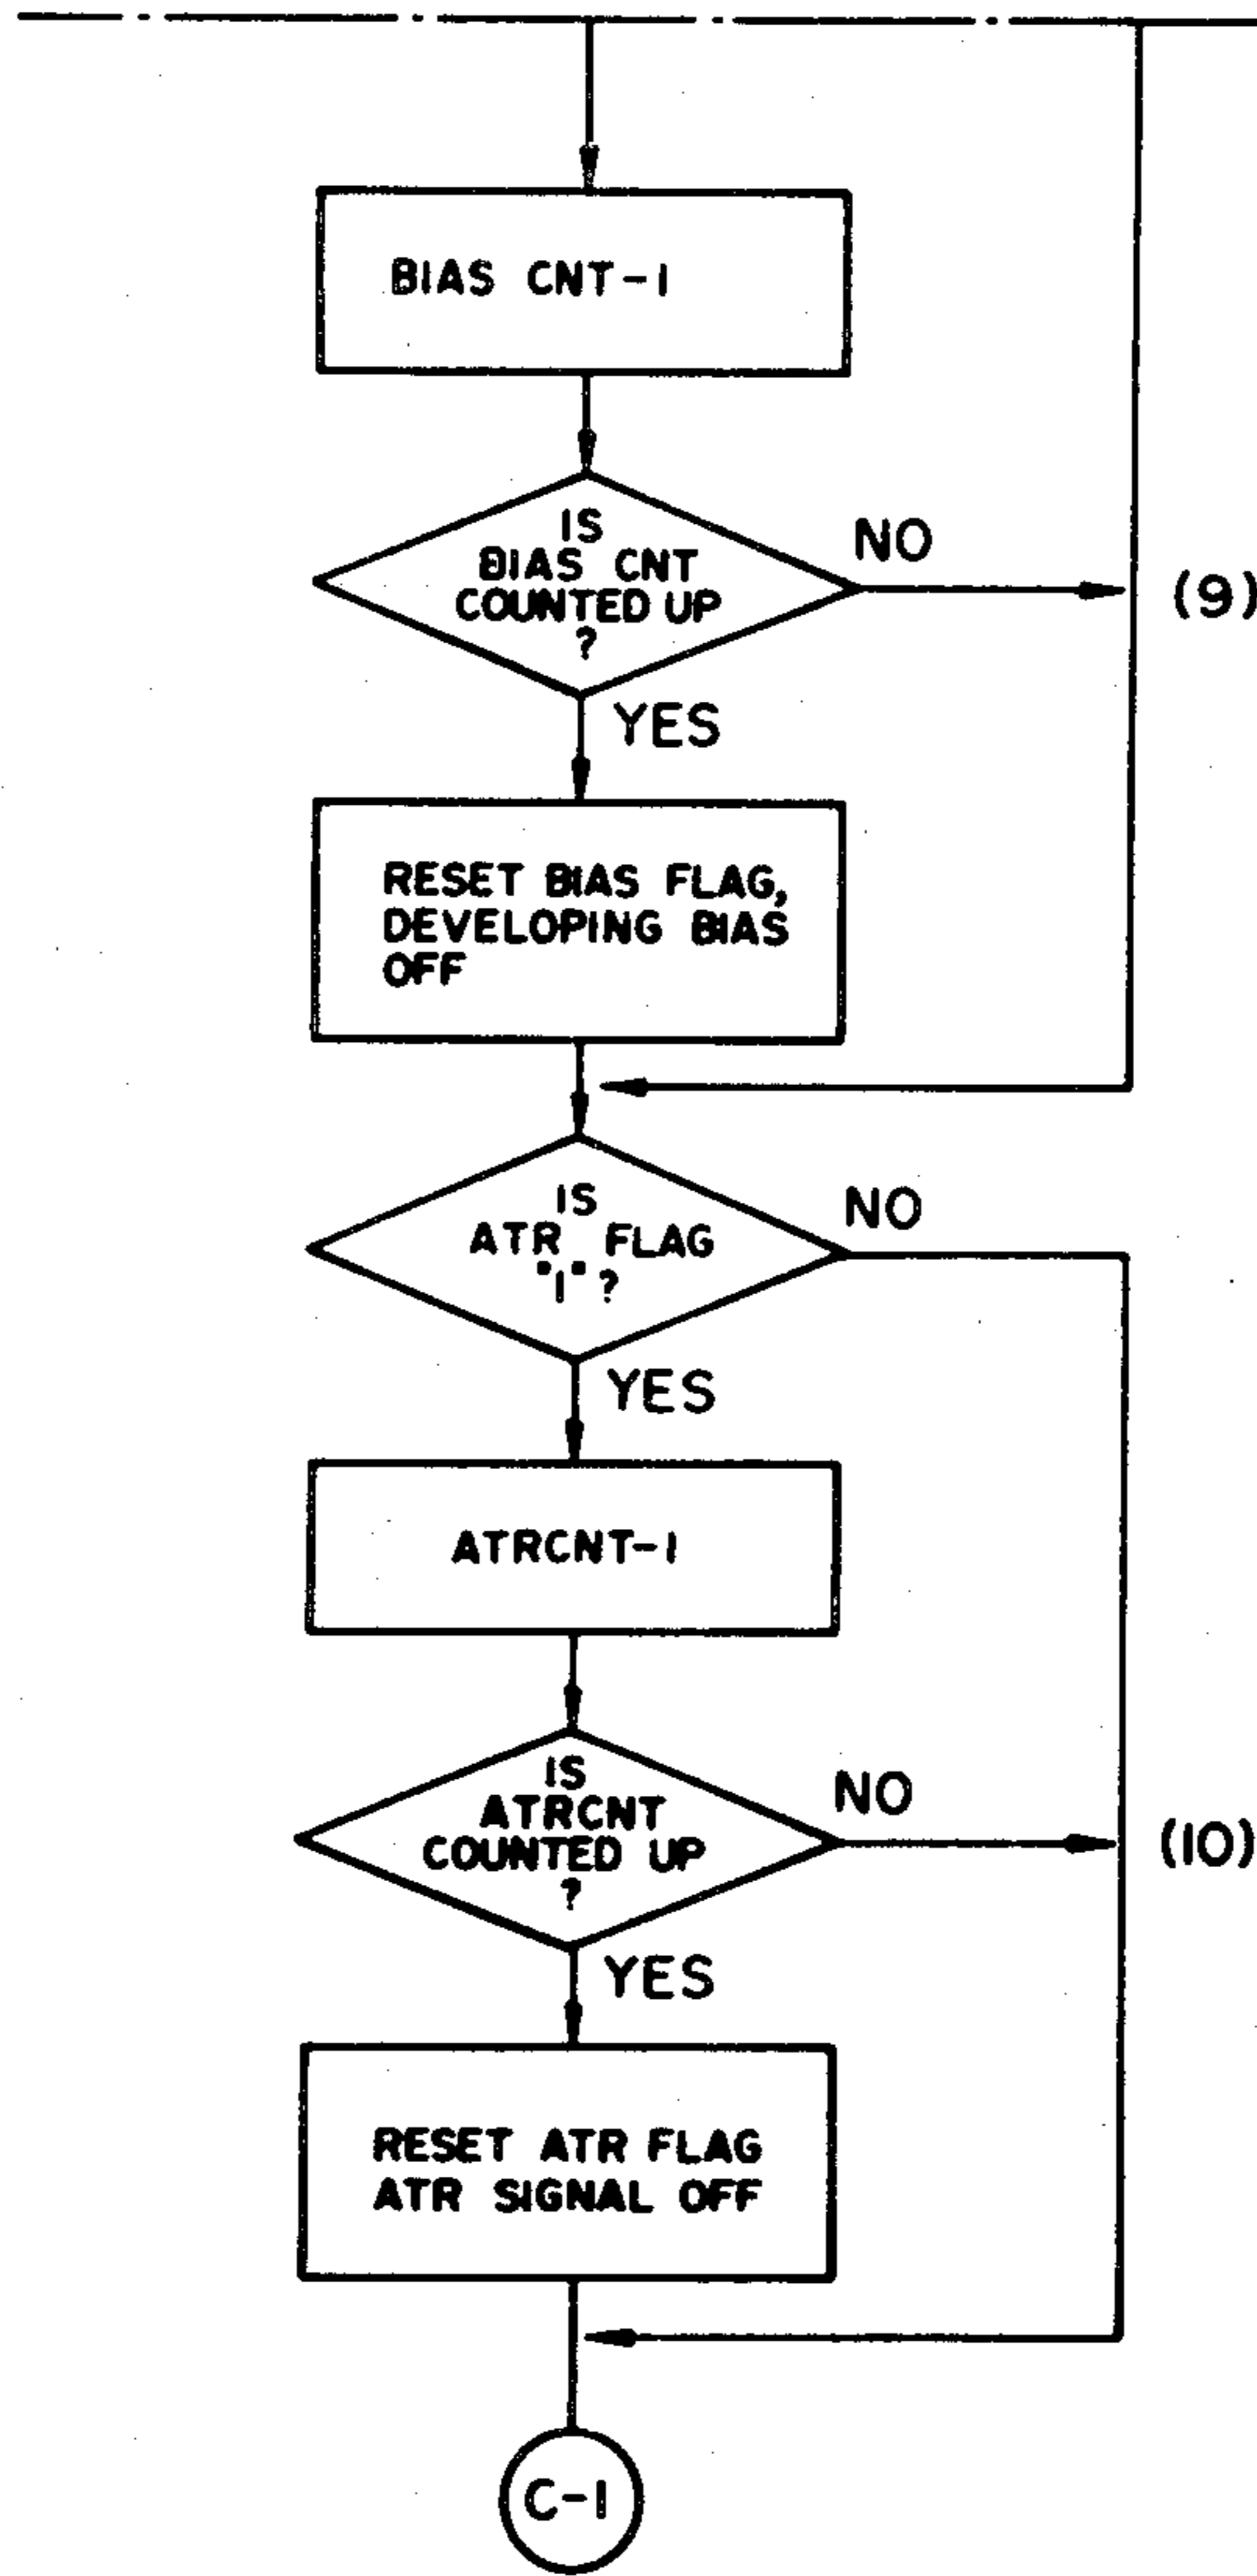 BIAS CNT-1
IS
BIAS CNT
COUNTED UP
?
NO
(9)
YES
RESET BIAS FLAG,
DEVELOPING BIAS
OFF
IS
ATR FLAG
"1" ?
NO
YES
ATRCNT-1
IS
ATRCNT
COUNTED UP
?
NO
(10)
YES
RESET ATR FLAG
ATR SIGNAL OFF
C-1